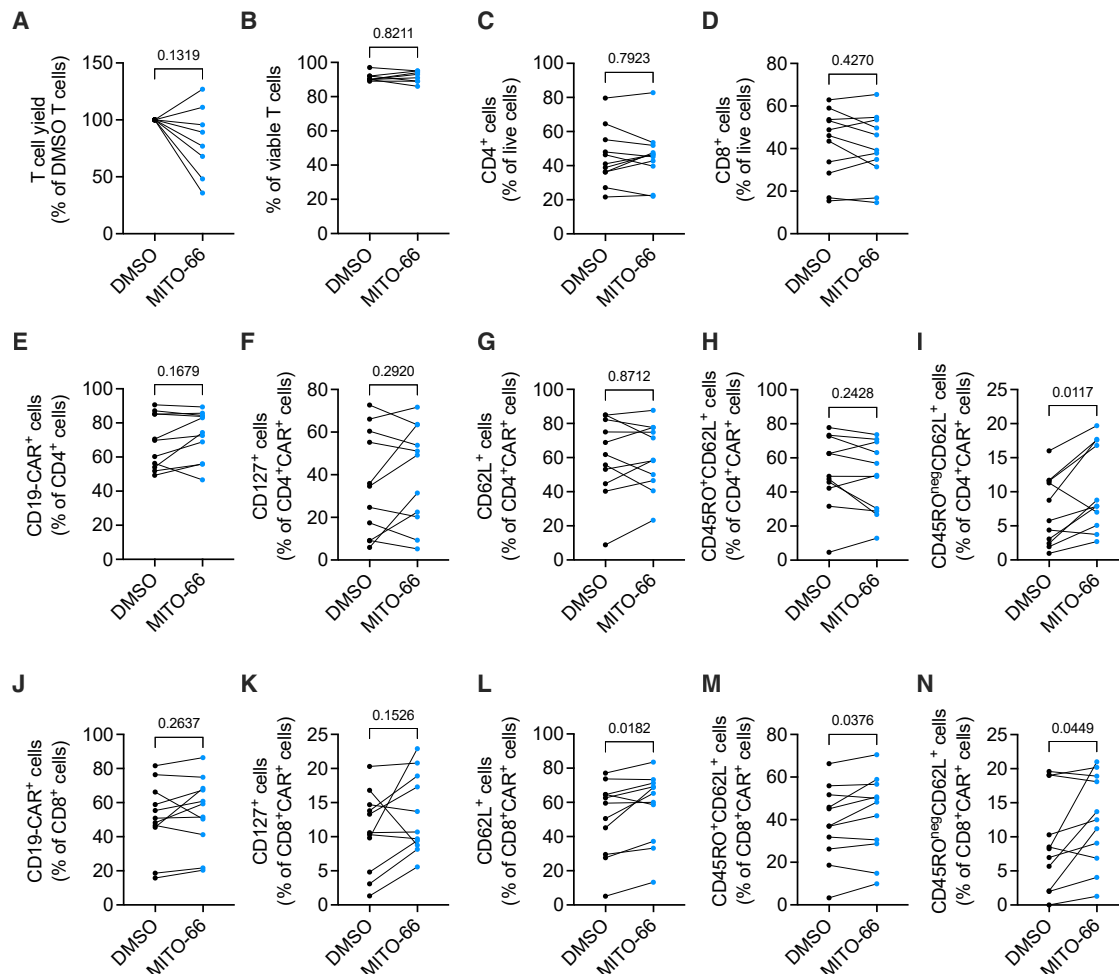 A
T cell yield
(% of DMSO T cells)
0.1319
150
100
50
0
DMSO
MITO-66
B
% of viable T cells
0.8211
100
80
60
40
20
0
DMSO
MITO-66
C
CD4⁺ cells
(% of live cells)
0.7923
100
80
60
40
20
0
DMSO
MITO-66
D
CD8⁺ cells
(% of live cells)
0.4270
80
60
40
20
0
DMSO
MITO-66
E
CD19-CAR⁺ cells
(% of CD4⁺ cells)
0.1679
100
80
60
40
20
0
DMSO
MITO-66
F
CD127⁺ cells
(% of CD4⁺CAR⁺ cells)
0.2920
80
60
40
20
0
DMSO
MITO-66
G
CD62L⁺ cells
(% of CD4⁺CAR⁺ cells)
0.8712
100
80
60
40
20
0
DMSO
MITO-66
H
CD45RO⁺CD62L⁺ cells
(% of CD4⁺CAR⁺ cells)
0.2428
100
80
60
40
20
0
DMSO
MITO-66
I
CD45ROⁿᵉᵍCD62L⁺ cells
(% of CD4⁺CAR⁺ cells)
0.0117
25
20
15
10
5
0
DMSO
MITO-66
J
CD19-CAR⁺ cells
(% of CD8⁺ cells)
0.2637
100
80
60
40
20
0
DMSO
MITO-66
K
CD127⁺ cells
(% of CD8⁺CAR⁺ cells)
0.1526
25
20
15
10
5
0
DMSO
MITO-66
L
CD62L⁺ cells
(% of CD8⁺CAR⁺ cells)
0.0182
100
80
60
40
20
0
DMSO
MITO-66
M
CD45RO⁺CD62L⁺ cells
(% of CD8⁺CAR⁺ cells)
0.0376
80
60
40
20
0
DMSO
MITO-66
N
CD45ROⁿᵉᵍCD62L⁺ cells
(% of CD8⁺CAR⁺ cells)
0.0449
25
20
15
10
5
0
DMSO
MITO-66